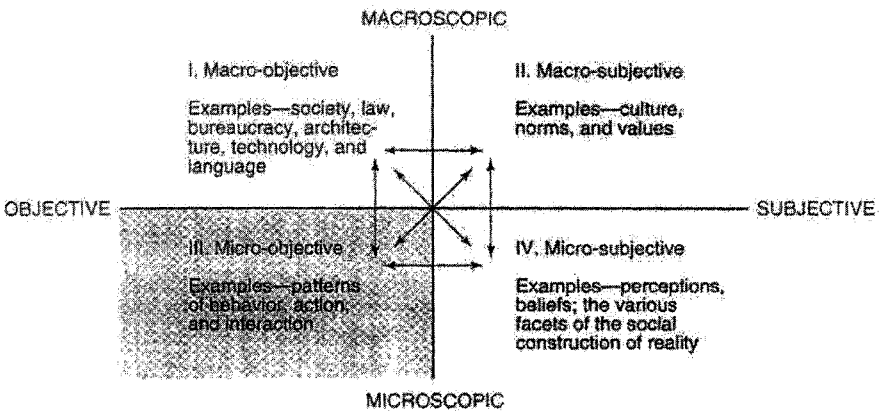 MACROSCOPIC
I. Macro-objective
Examples—society, law,
bureaucracy, architec-
ture, technology, and
language
II. Macro-subjective
Examples—culture,
norms, and values
OBJECTIVE
SUBJECTIVE
III. Micro-objective
Examples—patterns
of behavior, action,
and interaction
IV. Micro-subjective
Examples—perceptions,
beliefs; the various
facets of the social
construction of reality
MICROSCOPIC